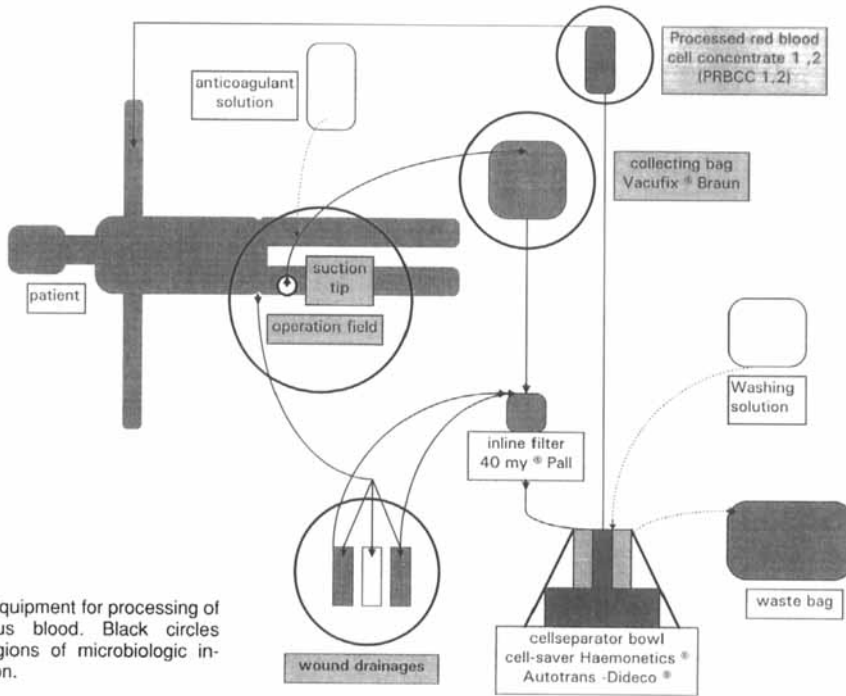 Processed red blood
cell concentrate 1 ,2
(PRBCC 1,2)
anticoagulant
solution
collecting bag
Vacufix ® Braun
patient
suction
tip
operation field
Washing
solution
inline filter
40 my ® Pall
waste bag
wound drainages
cellseparator bowl
cell-saver Haemonetics ®
Autotrans -Dideco ®
quipment for processing of
us blood. Black circles
gions of microbiologic in-
on.